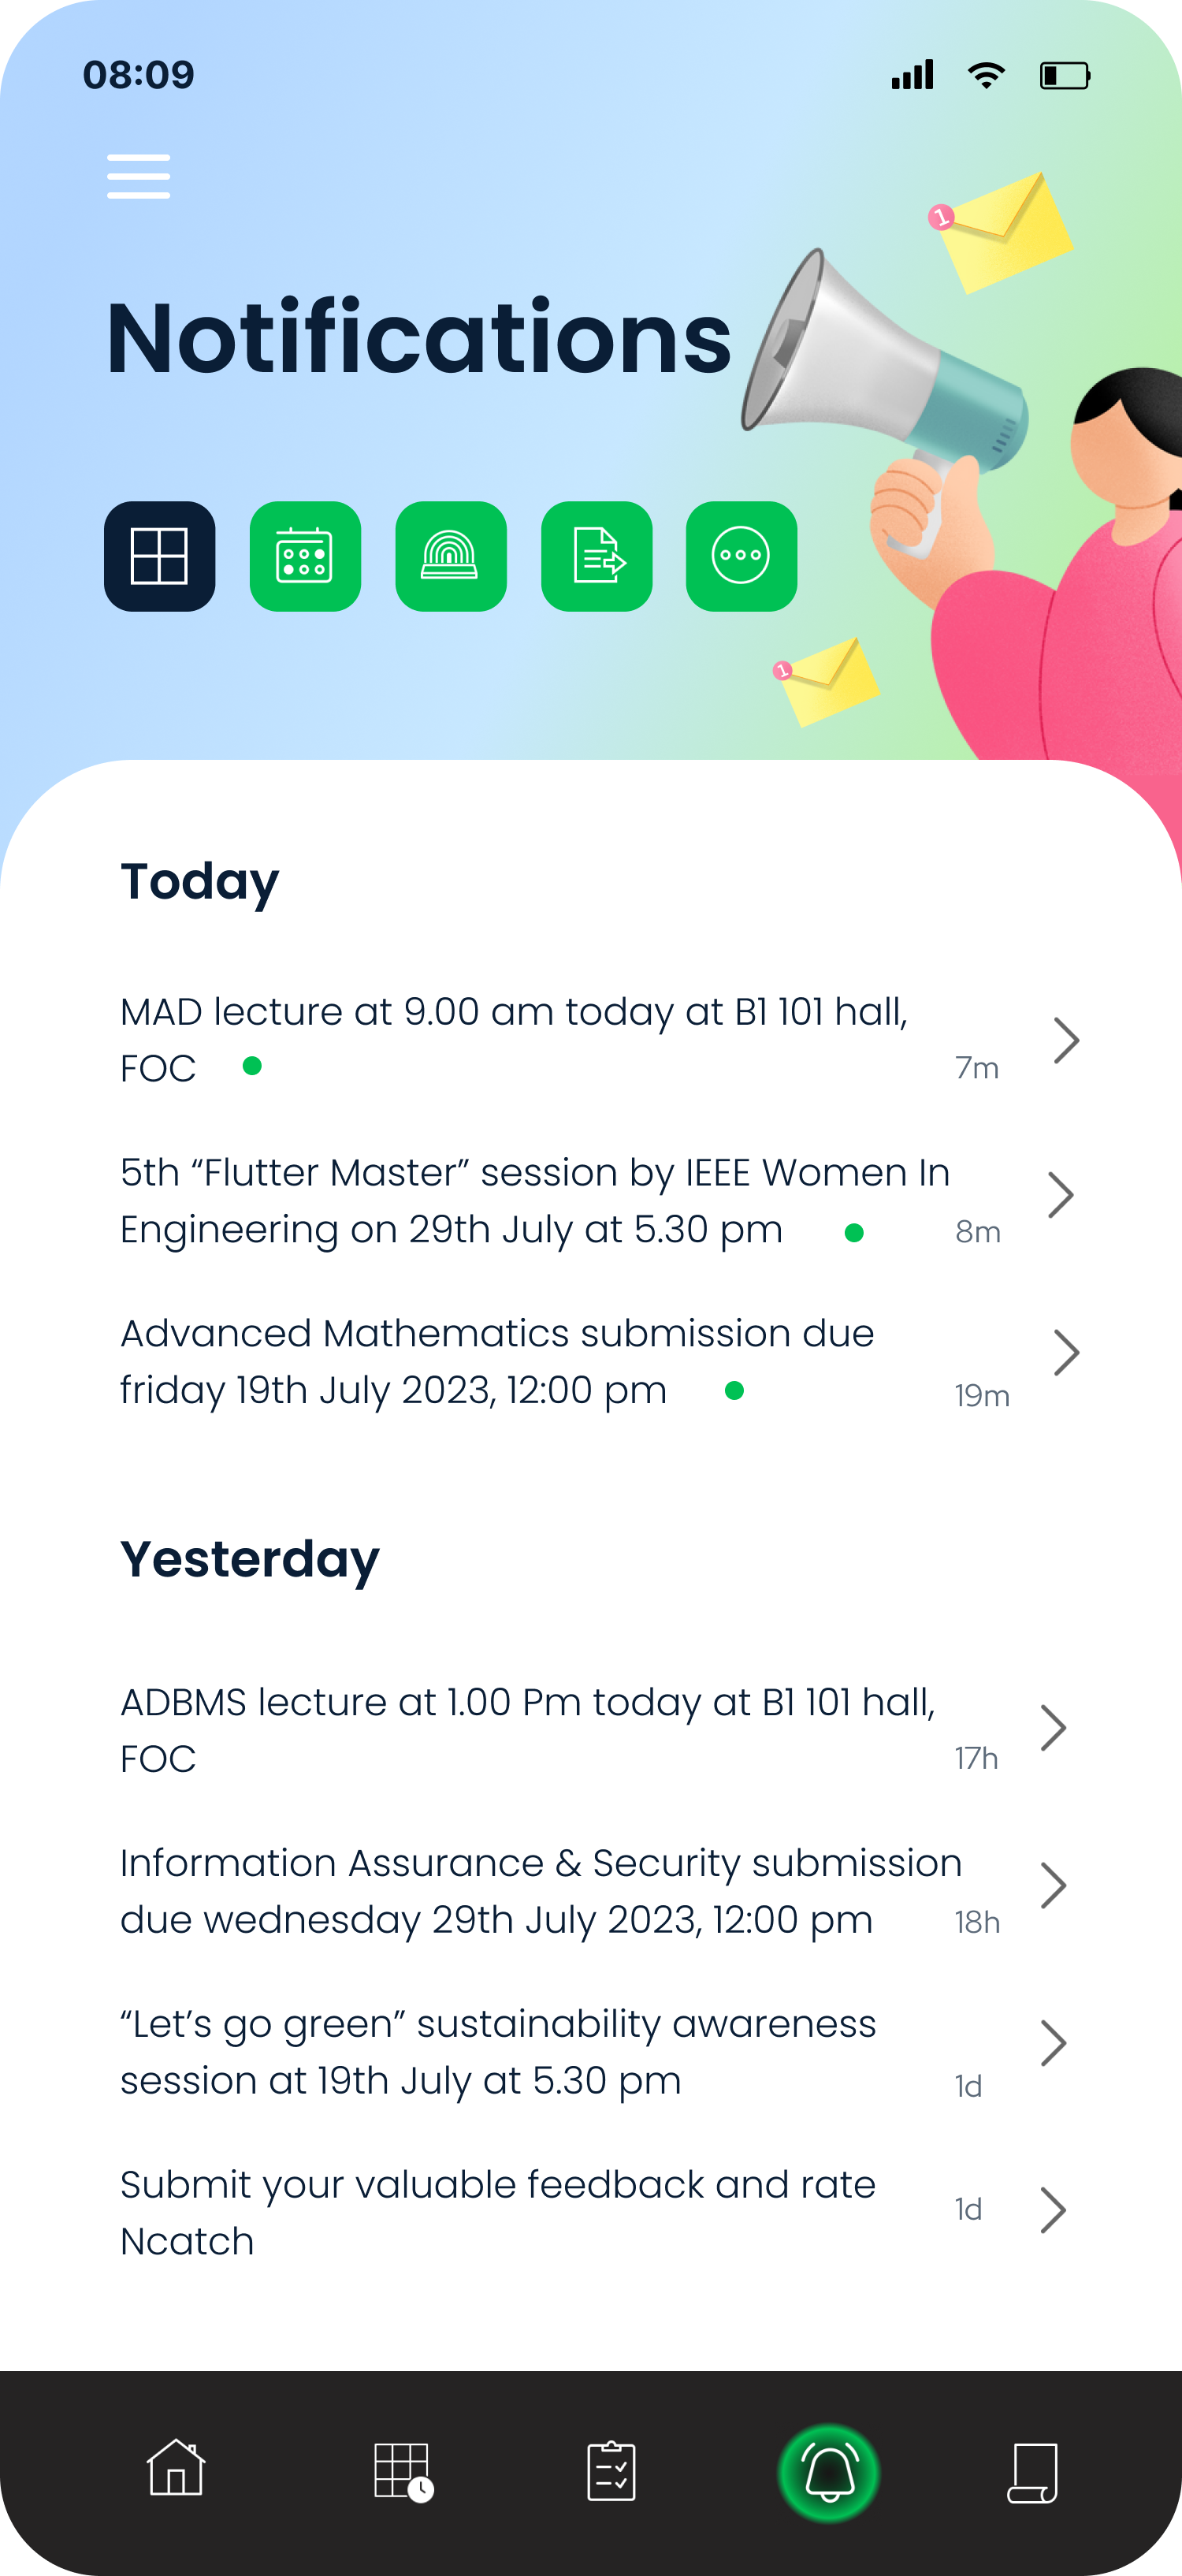 08:09
1
Notifications
1
Today
MAD lecture at 9.00 am today at B1 101 hall,
FOC
7m
5th “Flutter Master” session by IEEE Women In
Engineering on 29th July at 5.30 pm
8m
Advanced Mathematics submission due
friday 19th July 2023, 12:00 pm
19m
Yesterday
ADBMS lecture at 1.00 Pm today at B1 101 hall,
FOC
17h
Information Assurance & Security submission
due wednesday 29th July 2023, 12:00 pm
18h
“Let’s go green” sustainability awareness
session at 19th July at 5.30 pm
1d
Submit your valuable feedback and rate
Ncatch
1d